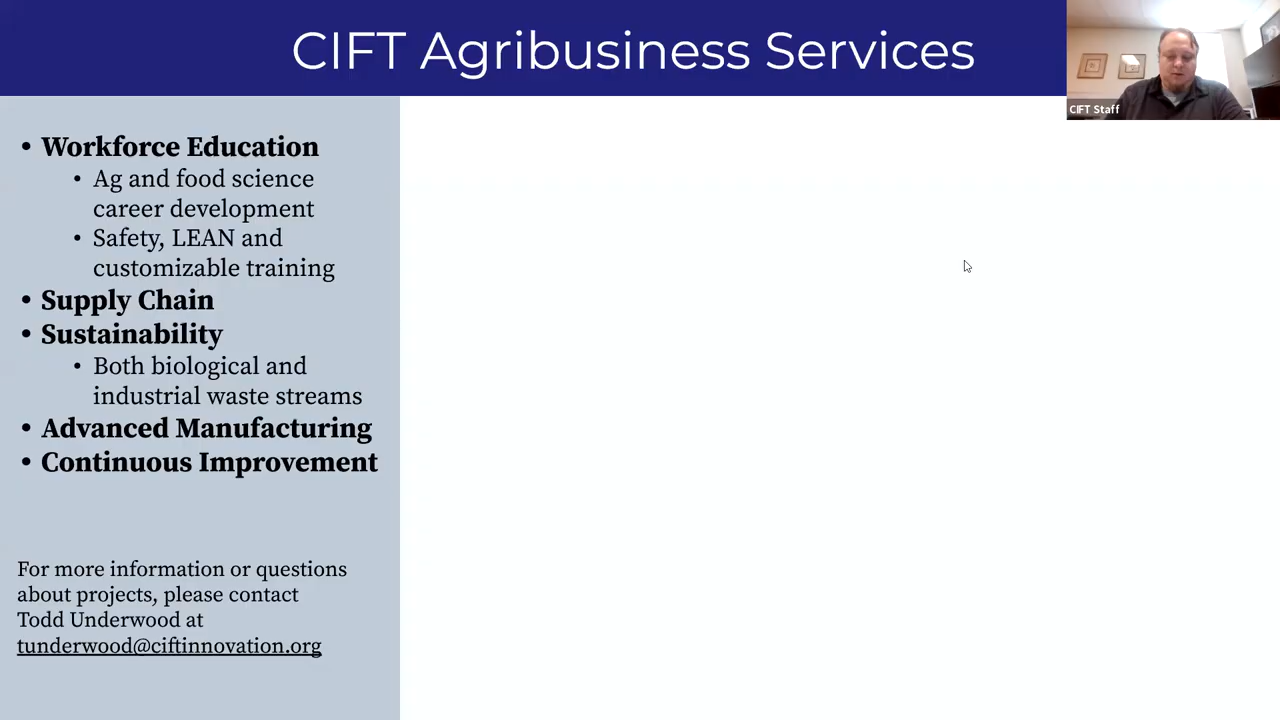 CIFT Agribusiness Services
CIFT Staff
• Workforce Education
• Ag and food science
career development
• Safety, LEAN and
customizable training
• Supply Chain
• Sustainability
• Both biological and
industrial waste streams
• Advanced Manufacturing
• Continuous Improvement
For more information or questions
about projects, please contact
Todd Underwood at
tunderwood@ciftinnovation.org